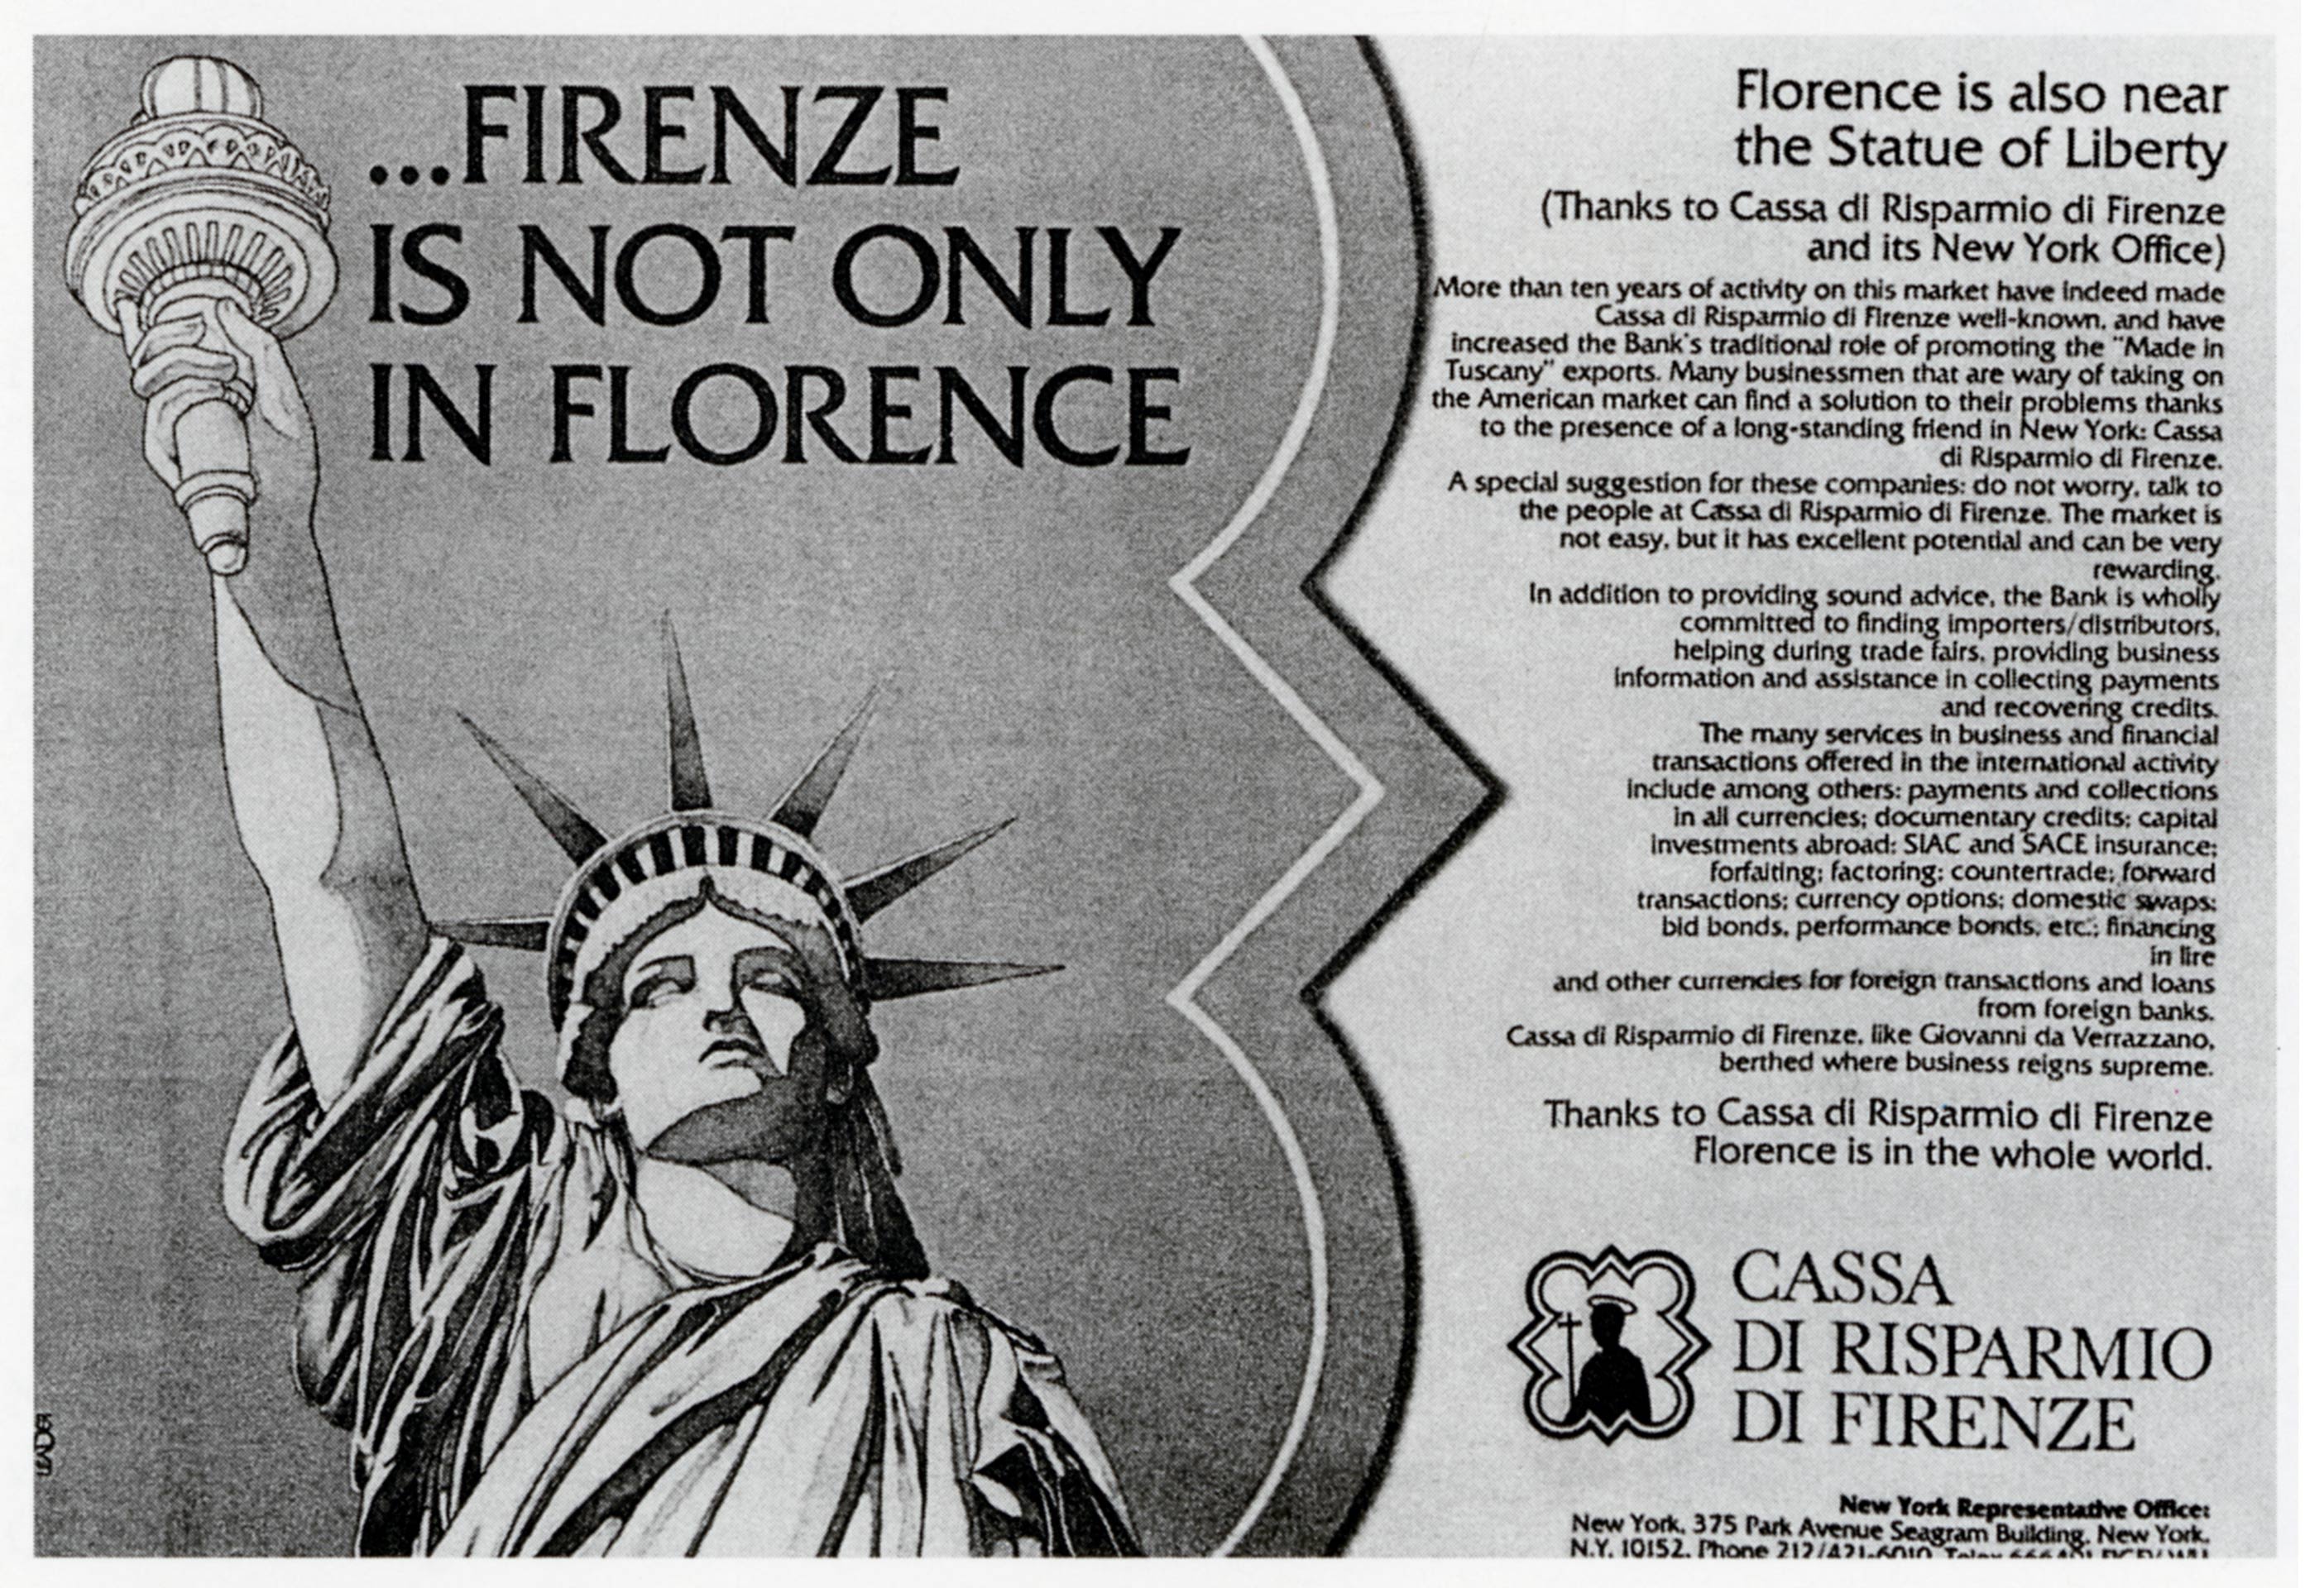 ...FIRENZE
IS NOT ONLY
IN FLORENCE
Florence is also near
the Statue of Liberty
(Thanks to Cassa di Risparmio di Firenze
and its New York Office)
More than ten years of activity on this market have indeed made
Cassa di Risparmio di Firenze well-known, and have
increased the Bank's traditional role of promoting the "Made in
Tuscany" exports. Many businessmen that are wary of taking on
the American market can find a solution to their problems thanks
to the presence of a long-standing friend in New York: Cassa
di Risparmio di Firenze.
A special suggestion for these companies: do not worry, talk to
the people at Cassa di Risparmio di Firenze. The market is
not easy, but it has excellent potential and can be very
rewarding.
In addition to providing sound advice, the Bank is wholly
committed to finding importers/distributors,
helping during trade fairs, providing business
information and assistance in collecting payments
and recovering credits.
The many services in business and financial
transactions offered in the international activity
include among others: payments and collections
in all currencies; documentary credits; capital
investments abroad; SIAC and SACE insurance;
forfaiting; factoring; countertrade; forward
transactions; currency options; domestic swaps;
bid bonds, performance bonds, etc.; financing
in lire
and other currencies for foreign transactions and loans
from foreign banks.
Cassa di Risparmio di Firenze, like Giovanni da Verrazzano,
berthed where business reigns supreme.
Thanks to Cassa di Risparmio di Firenze
Florence is in the whole world.
CASSA
DI RISPARMIO
DI FIRENZE
New York Representative Office:
New York, 375 Park Avenue Seagram Building, New York,
N.Y. 10152, Phone 212/421-6010, Telex
LEADER